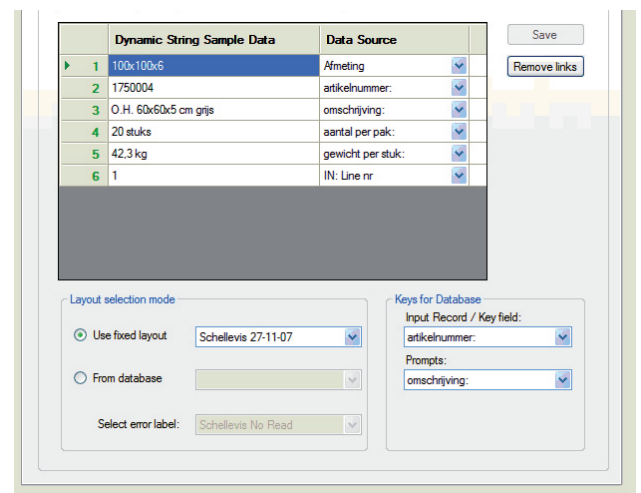 Dynamic String Sample Data Data Source Save
1 100x100x6 Afmeting Remove links
2 1750004 artikelnummer:
3 O.H. 60x60x5 cm grijs omschrijving:
4 20 stuks aantal per pak:
5 42,3 kg gewicht per stuk:
6 1 IN: Line nr
Layout selection mode
Use fixed layout Schellevis 27-11-07
From database
Select error label: Schellevis No Read
Keys for Database
Input Record / Key field:
artikelnummer:
Prompts:
omschrijving: